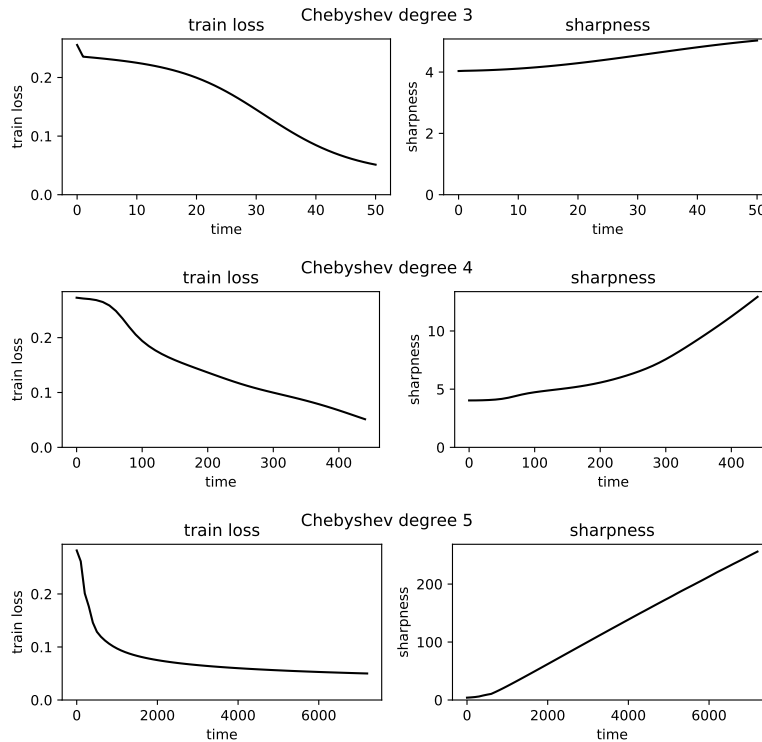 Chebyshev degree 3
train loss
sharpness
train loss
0.2
0.1
0.0
0 10 20 30 40 50
time
sharpness
4
2
0
0 10 20 30 40 50
time
Chebyshev degree 4
train loss
sharpness
train loss
0.2
0.1
0.0
0 100 200 300 400
time
sharpness
10
5
0
0 100 200 300 400
time
Chebyshev degree 5
train loss
sharpness
train loss
0.2
0.1
0.0
0 2000 4000 6000
time
sharpness
200
100
0
0 2000 4000 6000
time